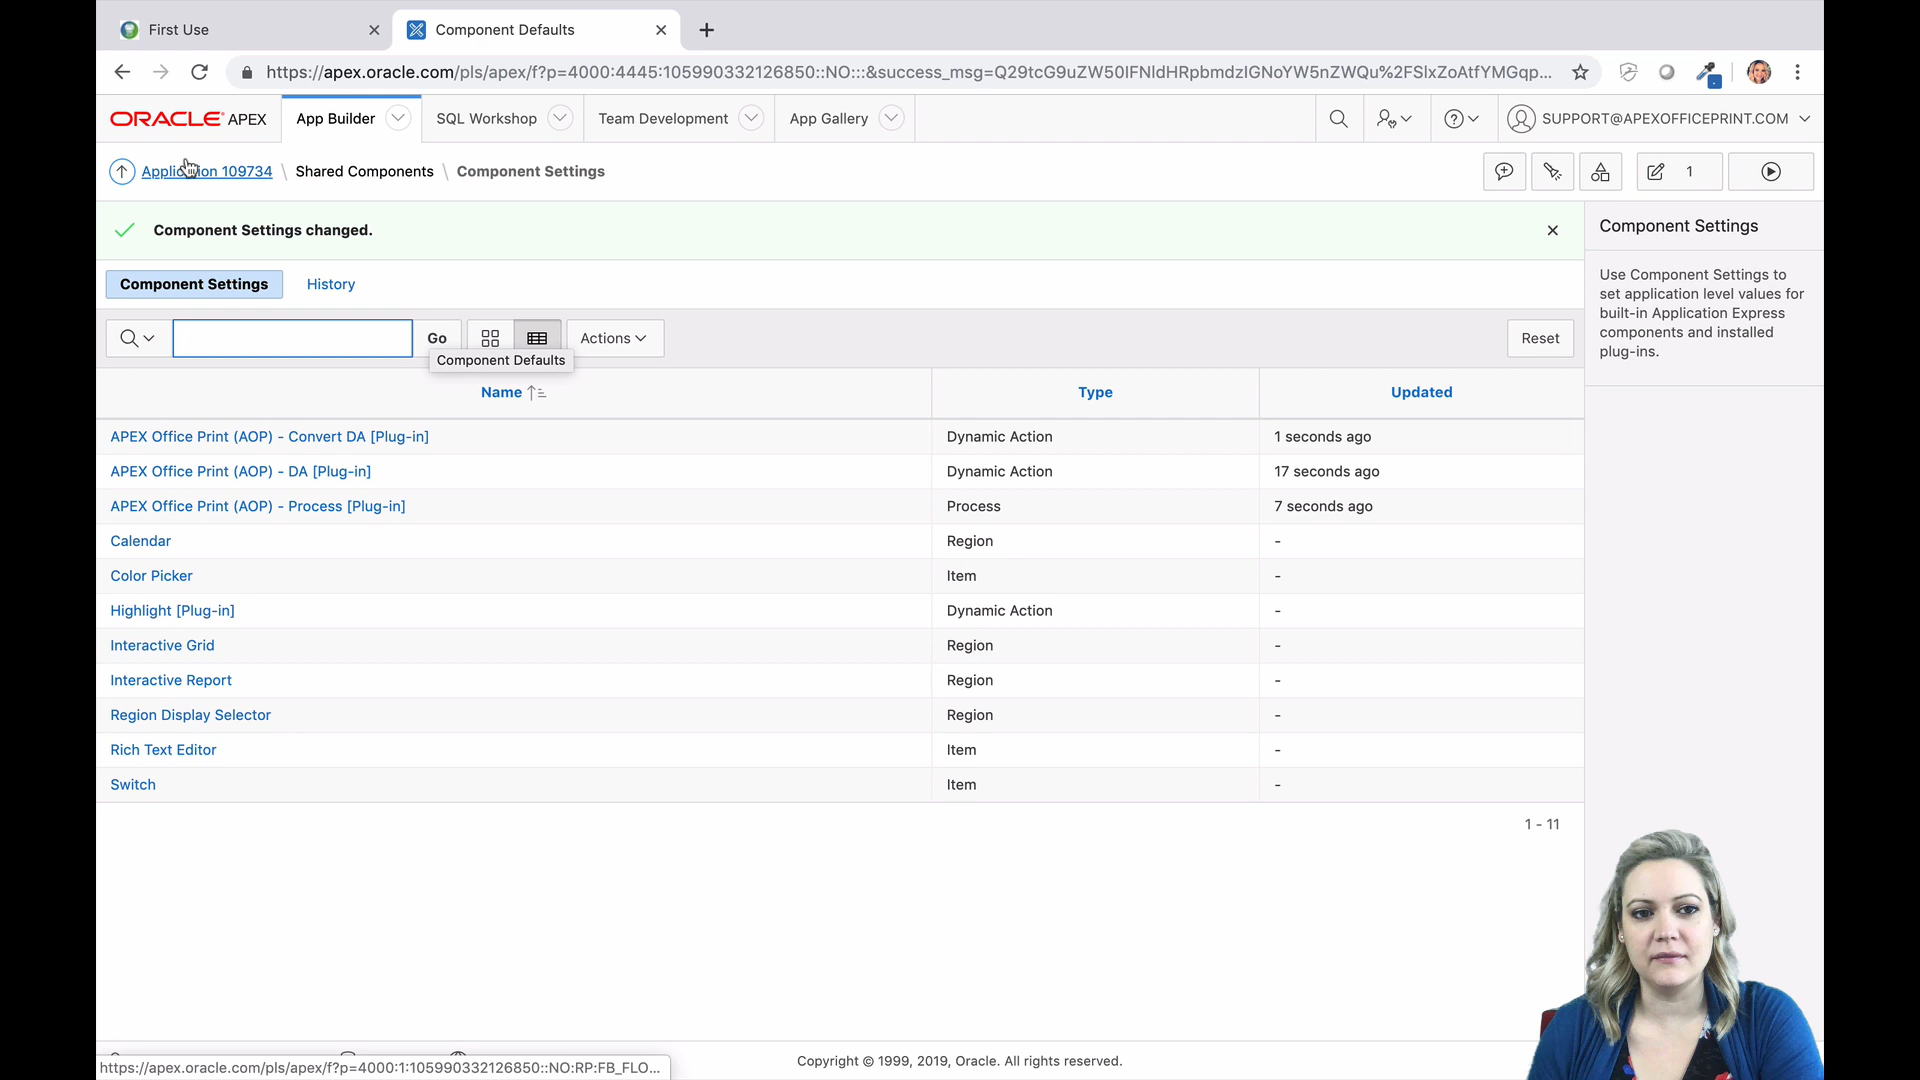 First Use
Component Defaults
https://apex.oracle.com/pls/apex/f?p=4000:4445:105990332126850::NO:::&success_msg=Q29tcG9uZW50IFNldHRpbmdzIGNoYW5nZWQu%2FSlxZoAtfYMGqp...
ORACLE APEX
App Builder
SQL Workshop
Team Development
App Gallery
SUPPORT@APEXOFFICEPRINT.COM
Application 109734 \ Shared Components \ Component Settings
1
Component Settings changed.
Component Settings
Use Component Settings to
set application level values for
built-in Application Express
components and installed
plug-ins.
Component Settings History
Go
Actions
Reset
Component Defaults
Name Type Updated
APEX Office Print (AOP) - Convert DA [Plug-in] Dynamic Action 1 seconds ago
APEX Office Print (AOP) - DA [Plug-in] Dynamic Action 17 seconds ago
APEX Office Print (AOP) - Process [Plug-in] Process 7 seconds ago
Calendar Region -
Color Picker Item -
Highlight [Plug-in] Dynamic Action -
Interactive Grid Region -
Interactive Report Region -
Region Display Selector Region -
Rich Text Editor Item -
Switch Item -
1 - 11
https://apex.oracle.com/pls/apex/f?p=4000:1:105990332126850::NO:RP:FB_FLO...
Copyright © 1999, 2019, Oracle. All rights reserved.